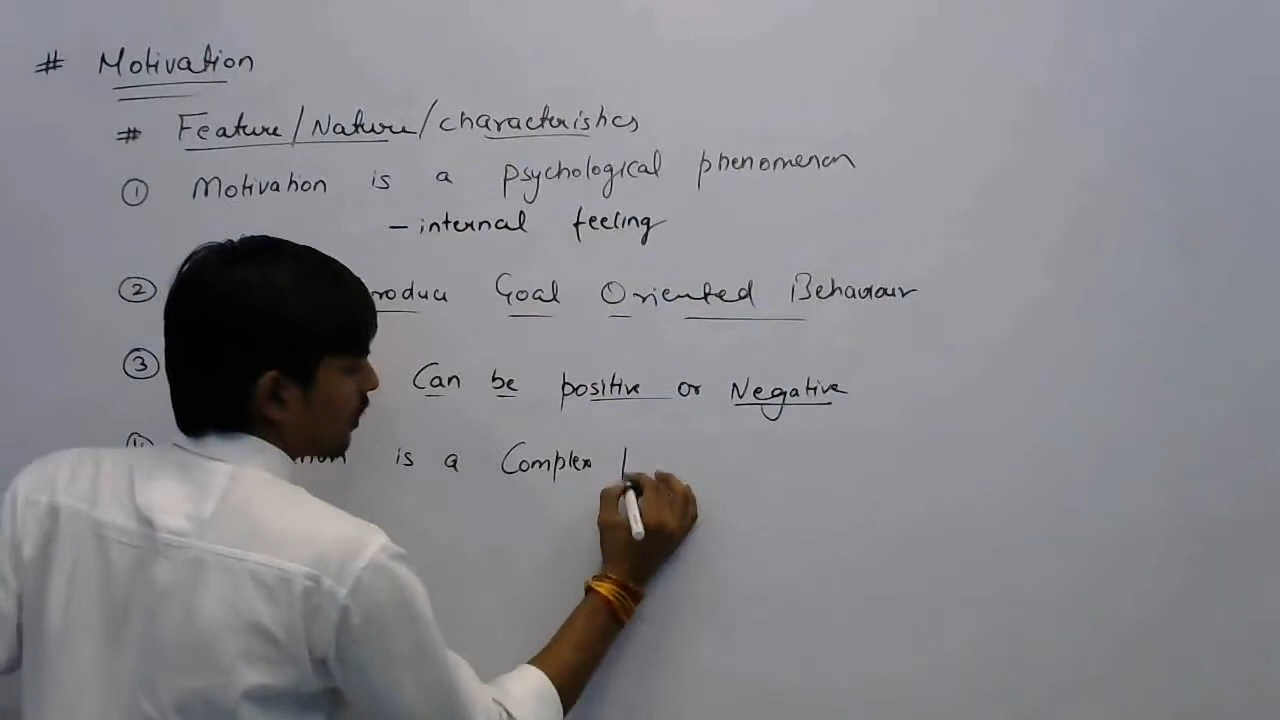 # Motivation
# Feature/Nature/characteristics
① Motivation is a psychological phenomenon
– internal feeling
② Goal Oriented Behaviour
③ Can be positive or Negative
is a Complex